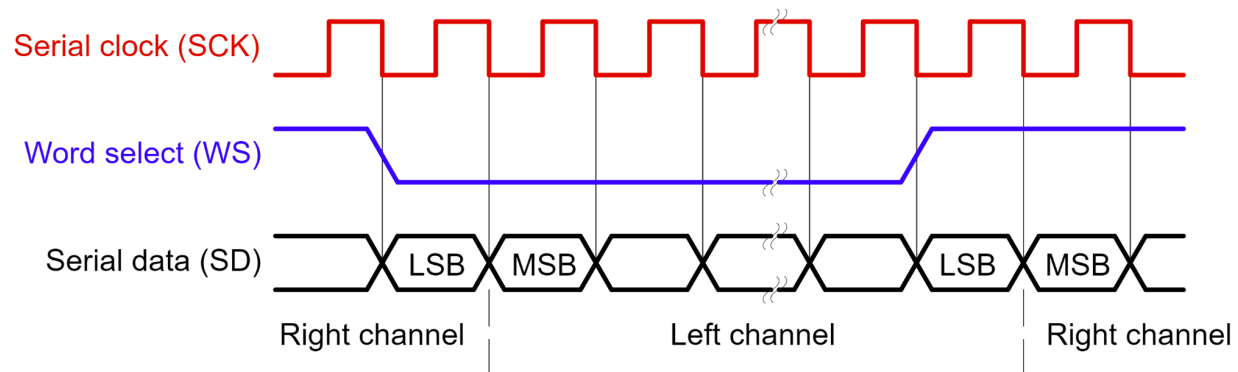 Serial clock (SCK)
Word select (WS)
Serial data (SD)
LSB
MSB
LSB
MSB
Right channel
Left channel
Right channel